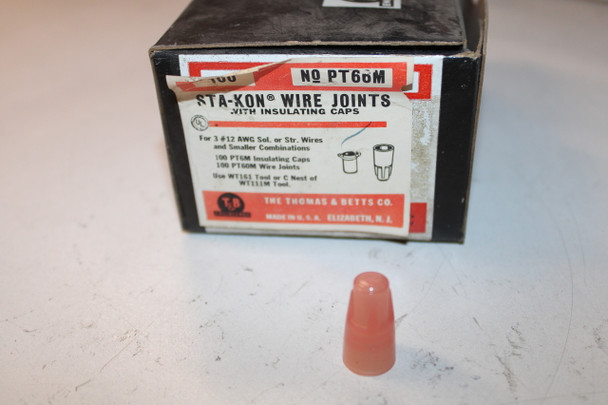 100 No PT66M
STA-KON® WIRE JOINTS
WITH INSULATING CAPS
For 3-#12 AWG Sol. or Str. Wires
and Smaller Combinations
100 PT6M Insulating Caps
100 PT60M Wire Joints
Use WT161 Tool or C Nest of
WT111M Tool.
T&B
THE THOMAS & BETTS CO.
MADE IN U.S.A. ELIZABETH, N.J.